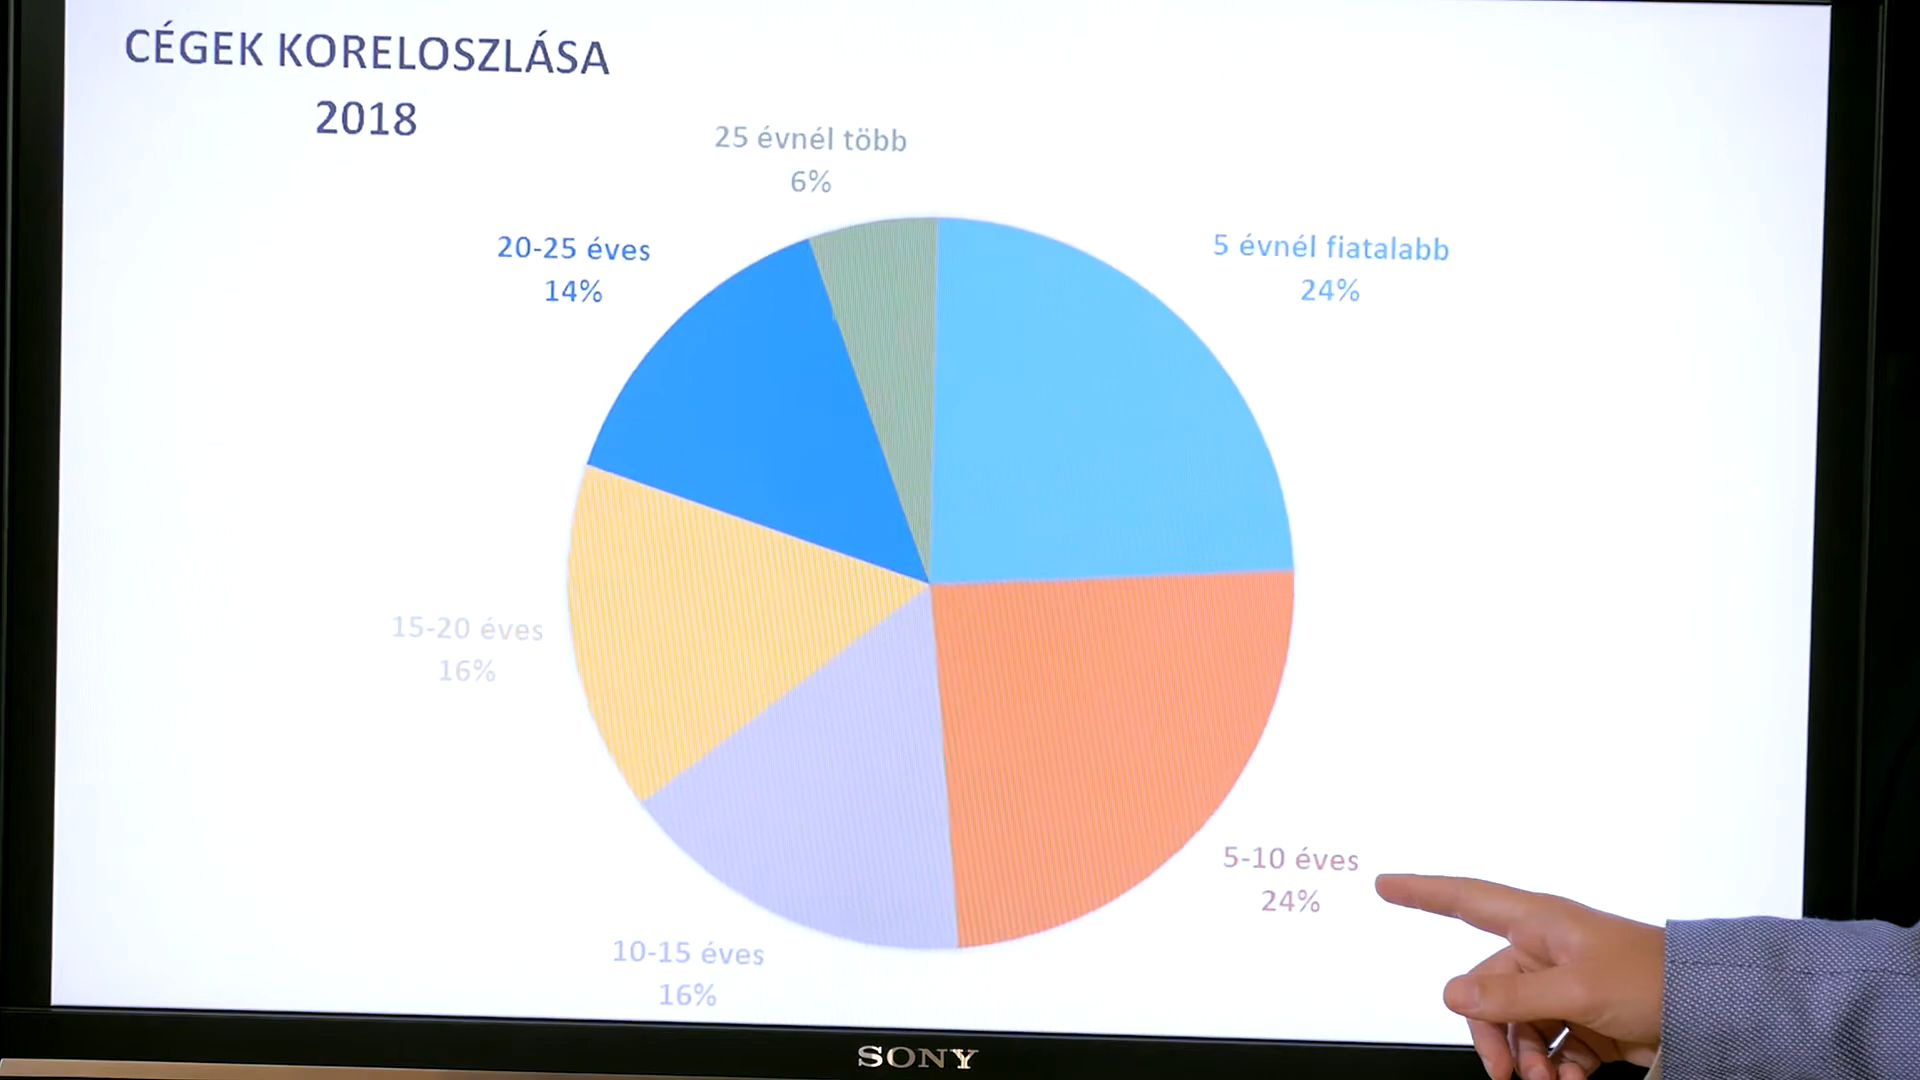 CÉGEK KORELOSZLÁSA
2018
25 évnél több
6%
20-25 éves
14%
5 évnél fiatalabb
24%
15-20 éves
16%
5-10 éves
24%
10-15 éves
16%
SONY